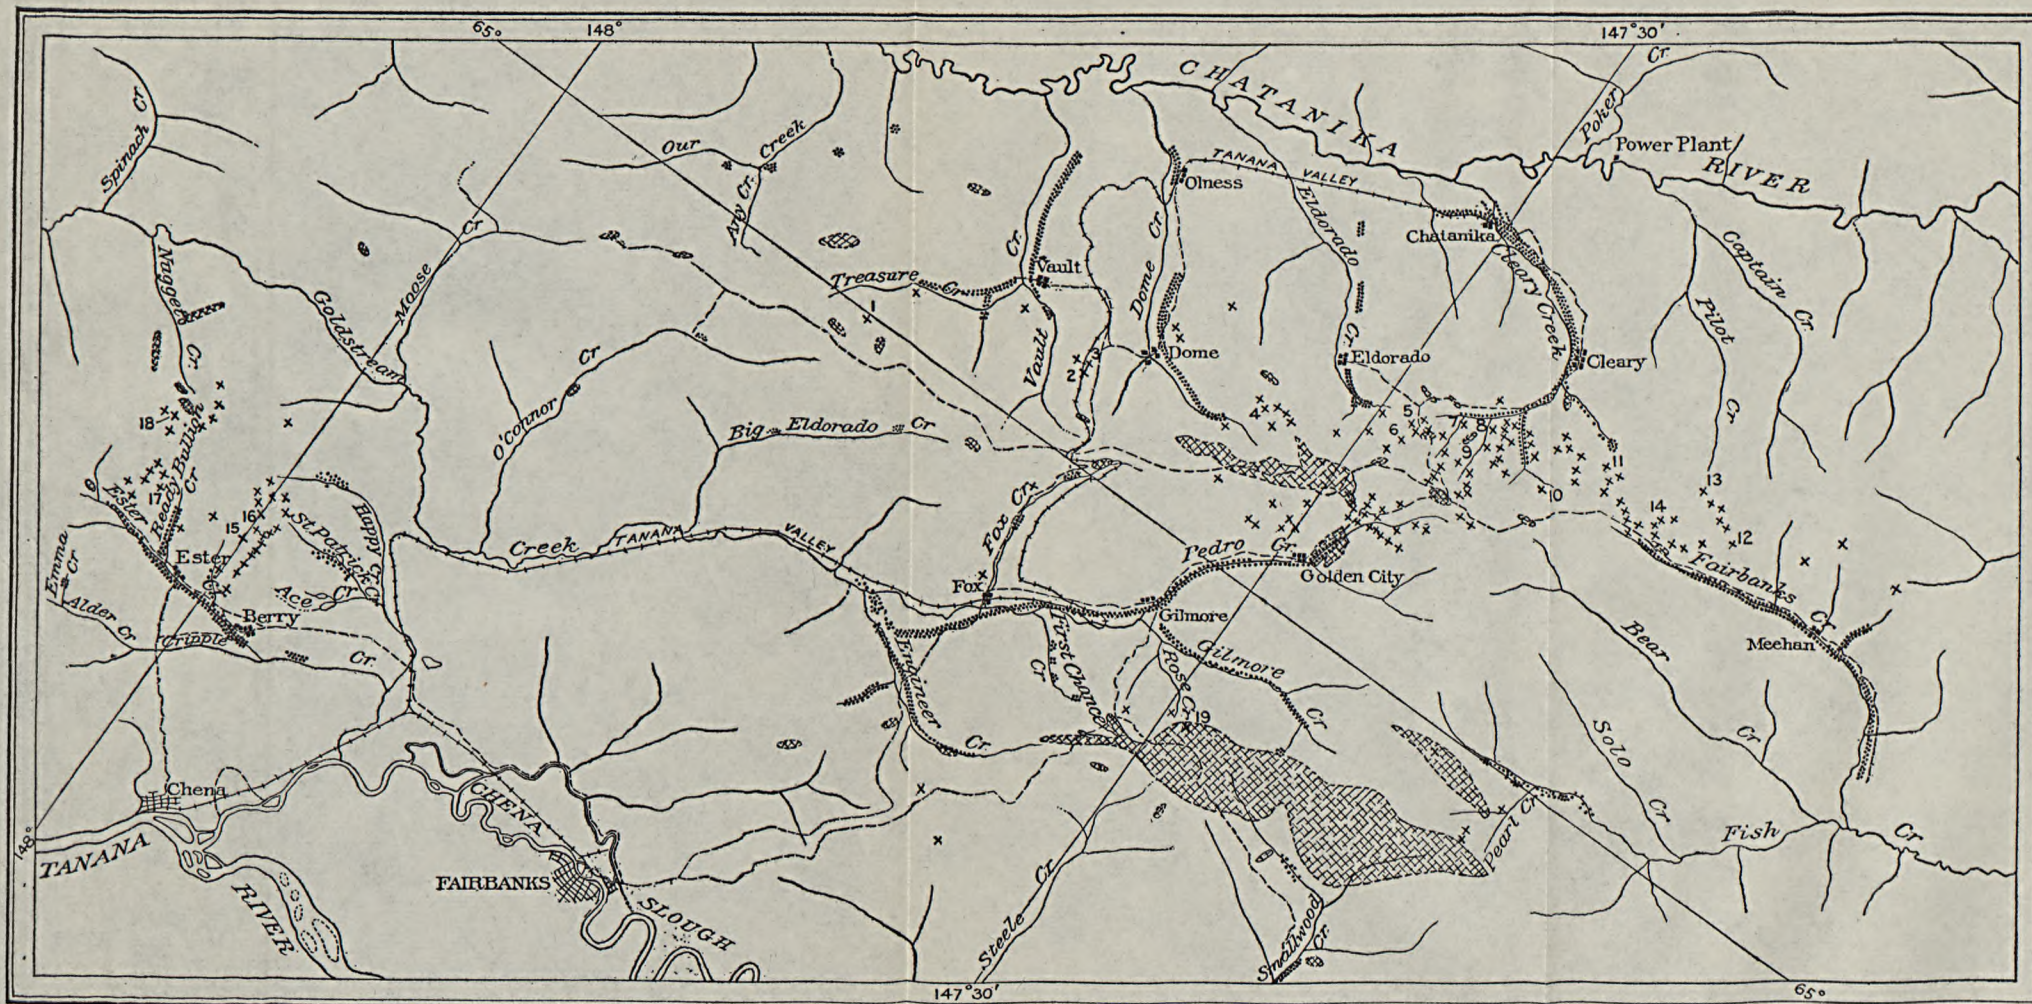 65°
148°
147°30'
Spinach Cr.
Our Creek
Any Cr.
CHATANIKA
RIVER
Poker Cr.
Power Plant
TANANA VALLEY
Olness
Eldorado Cr.
Chatanika
Cleary Creek
Cleary
Captain Cr.
Pilot Cr.
Nugget Cr.
Goldstream
Moose Cr.
Treasure Cr.
1
Vault Cr.
Vault
Vault
Dome Cr.
Dome
Eldorado
2
3
4
5
6
7
8
9
10
11
12
13
14
O'Connor Cr
Big Eldorado Cr
18
Ready Bullion Cr
17
Ester
16
15
Happy Cr
St. Patrick Cr
Emma Cr
Ester Cr
Ace Cr
Alder Cr
Berry
Cripple Cr.
Creek
TANANA VALLEY
Fox Cr
Fox
Pedro Cr.
Golden City
Gilmore
Gilmore Cr
Rose Cr
First Chance Cr
Engineer Cr.
19
Fairbanks Cr
Meehan
Bear Cr
Solo Cr
Pearl Cr
Fish Cr
Chena
148°
TANANA
RIVER
CHENA
SLOUGH
FAIRBANKS
Steele Cr
Smallwood Cr.
147°30'
65°